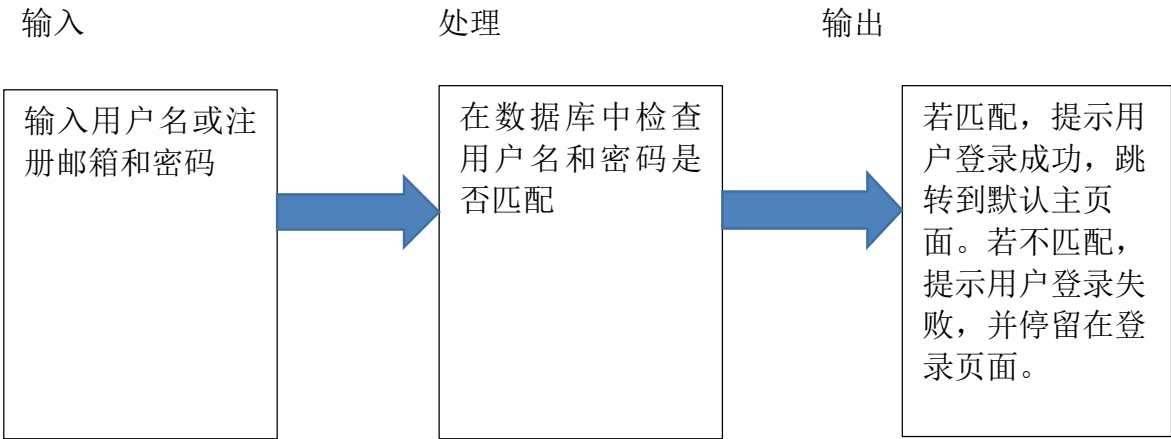 输入
处理
输出
输入用户名或注
册邮箱和密码
在数据库中检查
用户名和密码是
否匹配
若匹配，提示用
户登录成功，跳
转到默认主页
面。若不匹配，
提示用户登录失
败，并停留在登
录页面。